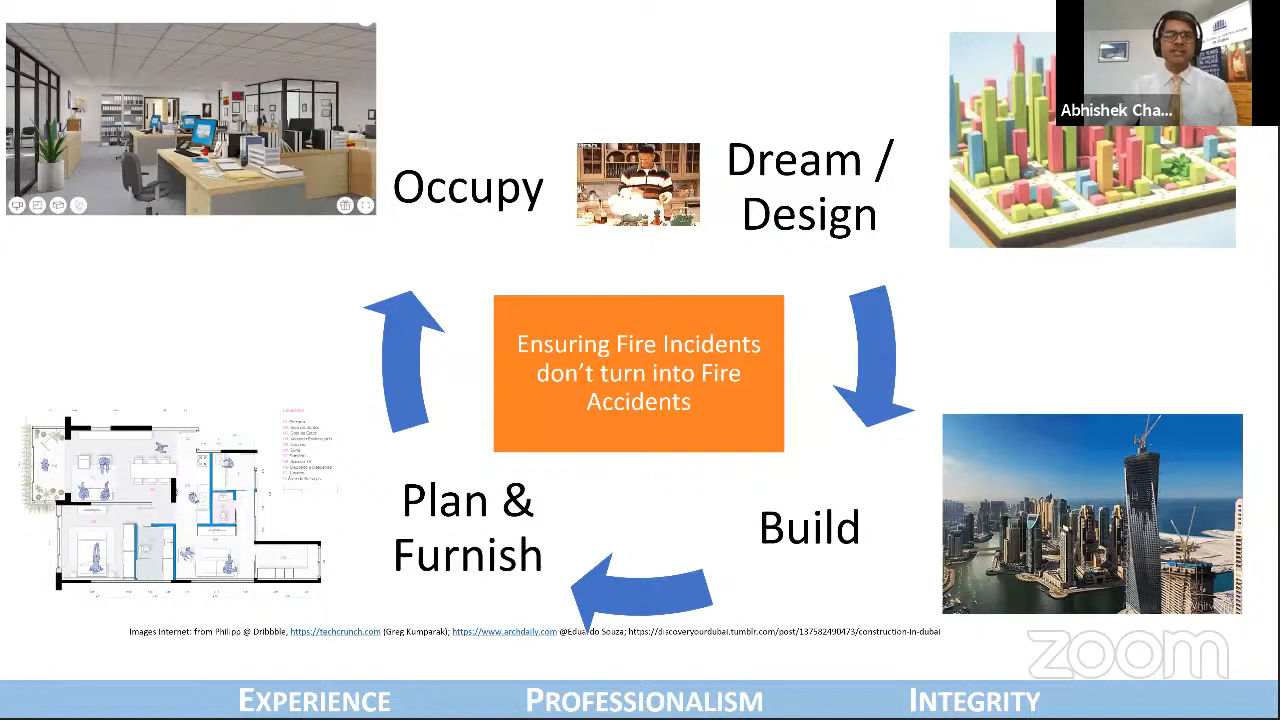 Abhishek Cha...
Occupy
Dream /
Design
Ensuring Fire Incidents
don't turn into Fire
Accidents
Plan &
Furnish
Build
Images Internet: from Philipp @ Dribbble, https://techcrunch.com (Greg Kumparak); https://www.archdaily.com @Eduardo Souza; https://discoveryourdubai.tumblr.com/post/137582490473/construction-in-dubai
zoom
EXPERIENCE
PROFESSIONALISM
INTEGRITY